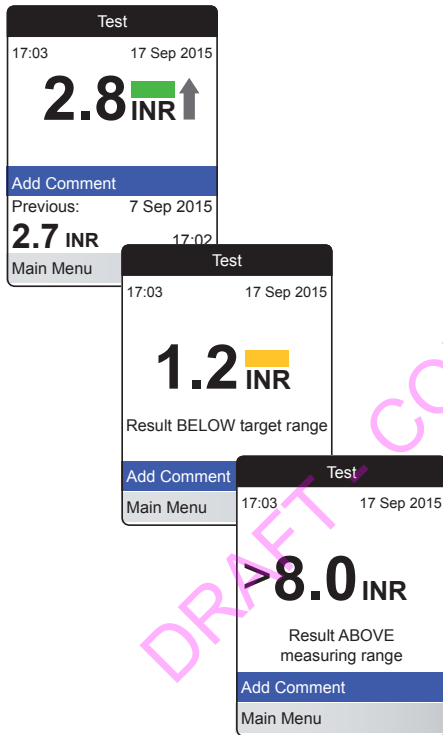 Test
17:03 17 Sep 2015
2.8 INR
Add Comment
Previous: 7 Sep 2015
2.7 INR 17:02
Main Menu
Test
17:03 17 Sep 2015
1.2 INR
Result BELOW target range
Add Comment
Main Menu
Test
17:03 17 Sep 2015
>8.0 INR
Result ABOVE
measuring range
Add Comment
Main Menu
DRAFT -